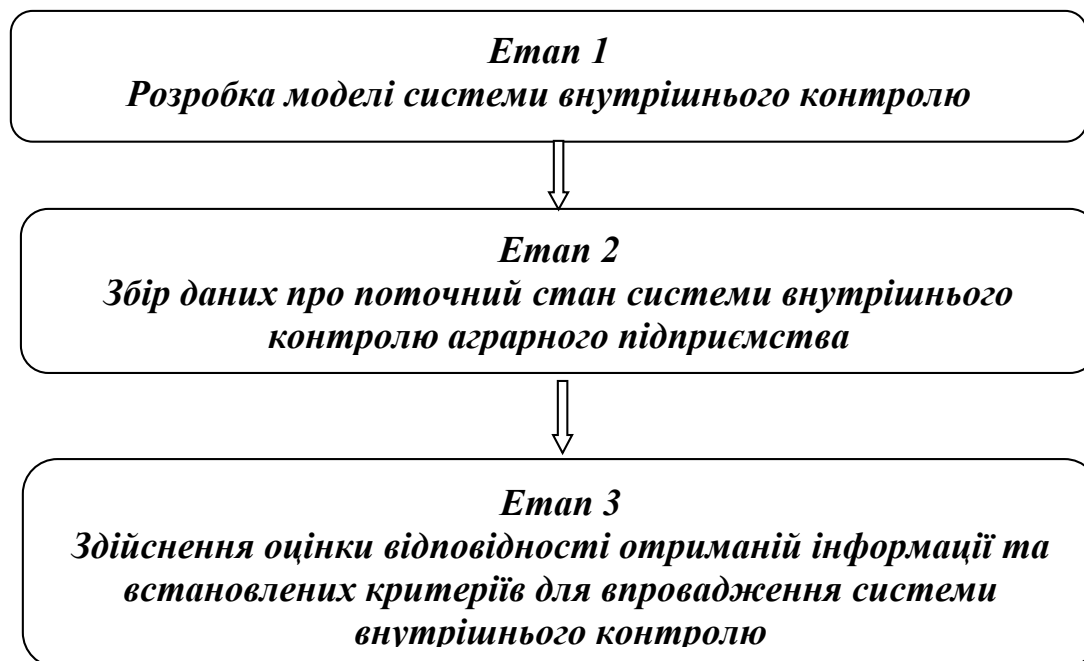 Етап 1
Розробка моделі системи внутрішнього контролю
Етап 2
Збір даних про поточний стан системи внутрішнього
контролю аграрного підприємства
Етап 3
Здійснення оцінки відповідності отриманій інформації та
встановлених критеріїв для впровадження системи
внутрішнього контролю